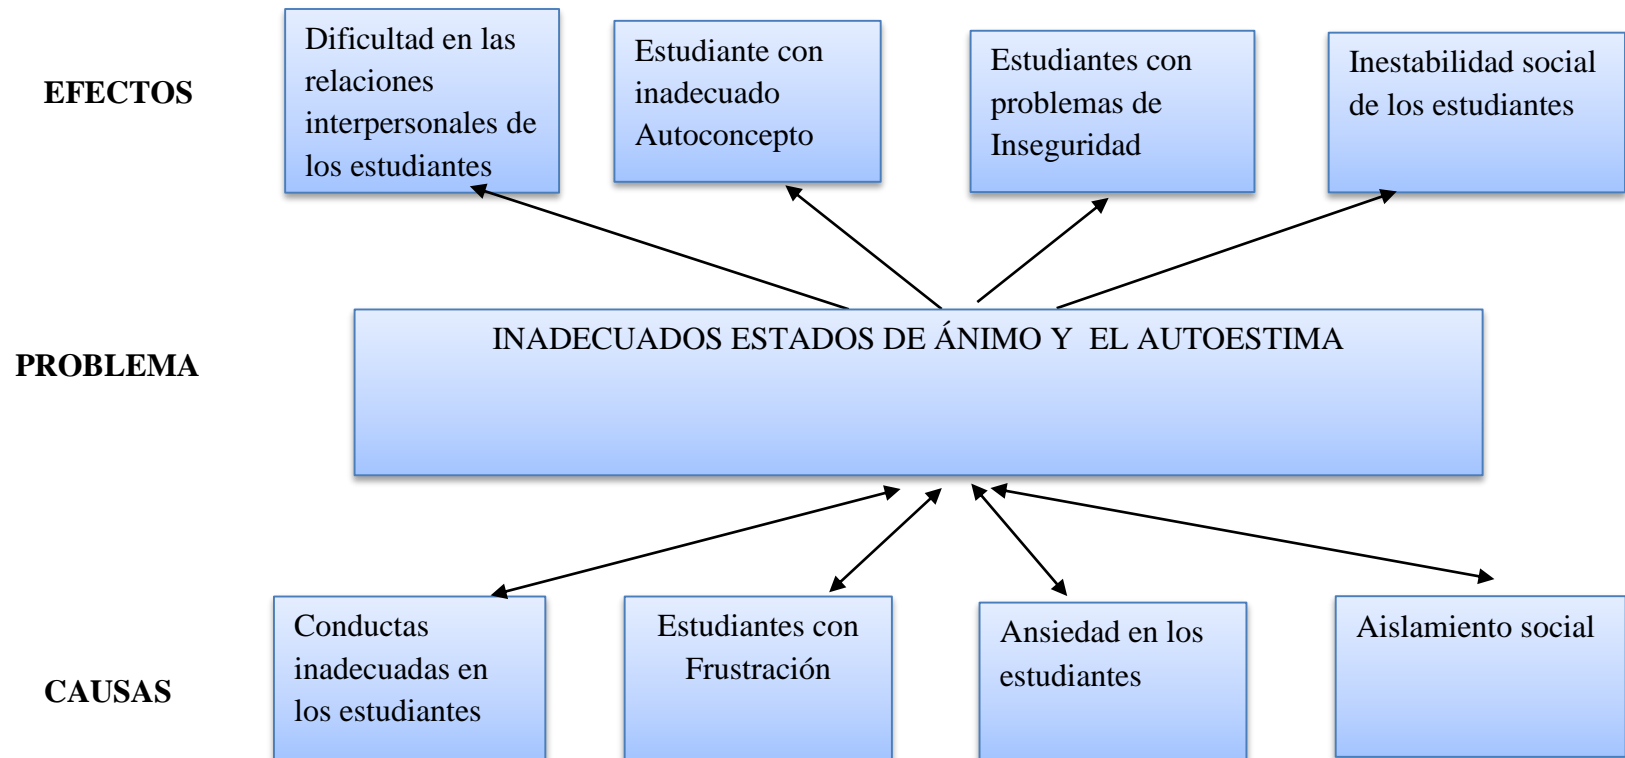 EFECTOS
Dificultad en las
relaciones
interpersonales de
los estudiantes
Estudiante con
inadecuado
Autoconcepto
Estudiantes con
problemas de
Inseguridad
Inestabilidad social
de los estudiantes
PROBLEMA
INADECUADOS ESTADOS DE ÁNIMO Y EL AUTOESTIMA
CAUSAS
Conductas
inadecuadas en
los estudiantes
Estudiantes con
Frustración
Ansiedad en los
estudiantes
Aislamiento social